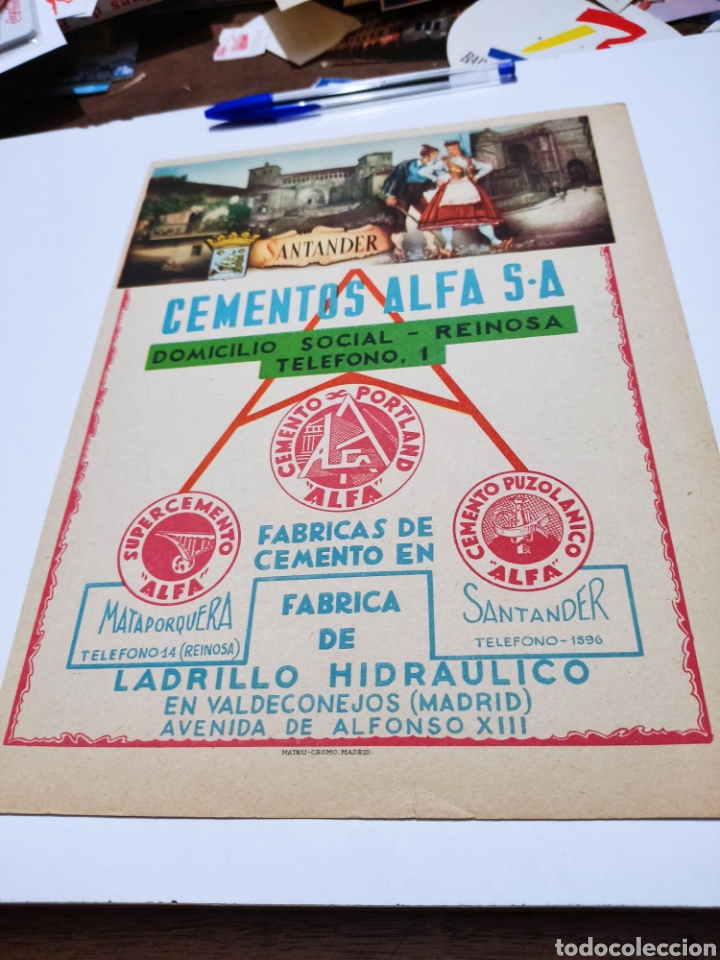 SANTANDER
CEMENTOS ALFA S-A
DOMICILIO SOCIAL - REINOSA
TELEFONO, 1
CEMENTO PORTLAND
ALFA
"ALFA"
SUPERCEMENTO
"ALFA"
CEMENTO PUZOLANICO
"ALFA"
FABRICAS DE
CEMENTO EN
MATAPORQUERA
TELEFONO-14 (REINOSA)
FABRICA
DE
SANTANDER
TELEFONO-1596
LADRILLO HIDRAULICO
EN VALDECONEJOS (MADRID)
AVENIDA DE ALFONSO XIII
MATEU-CROMO. MADRID.
todocoleccion